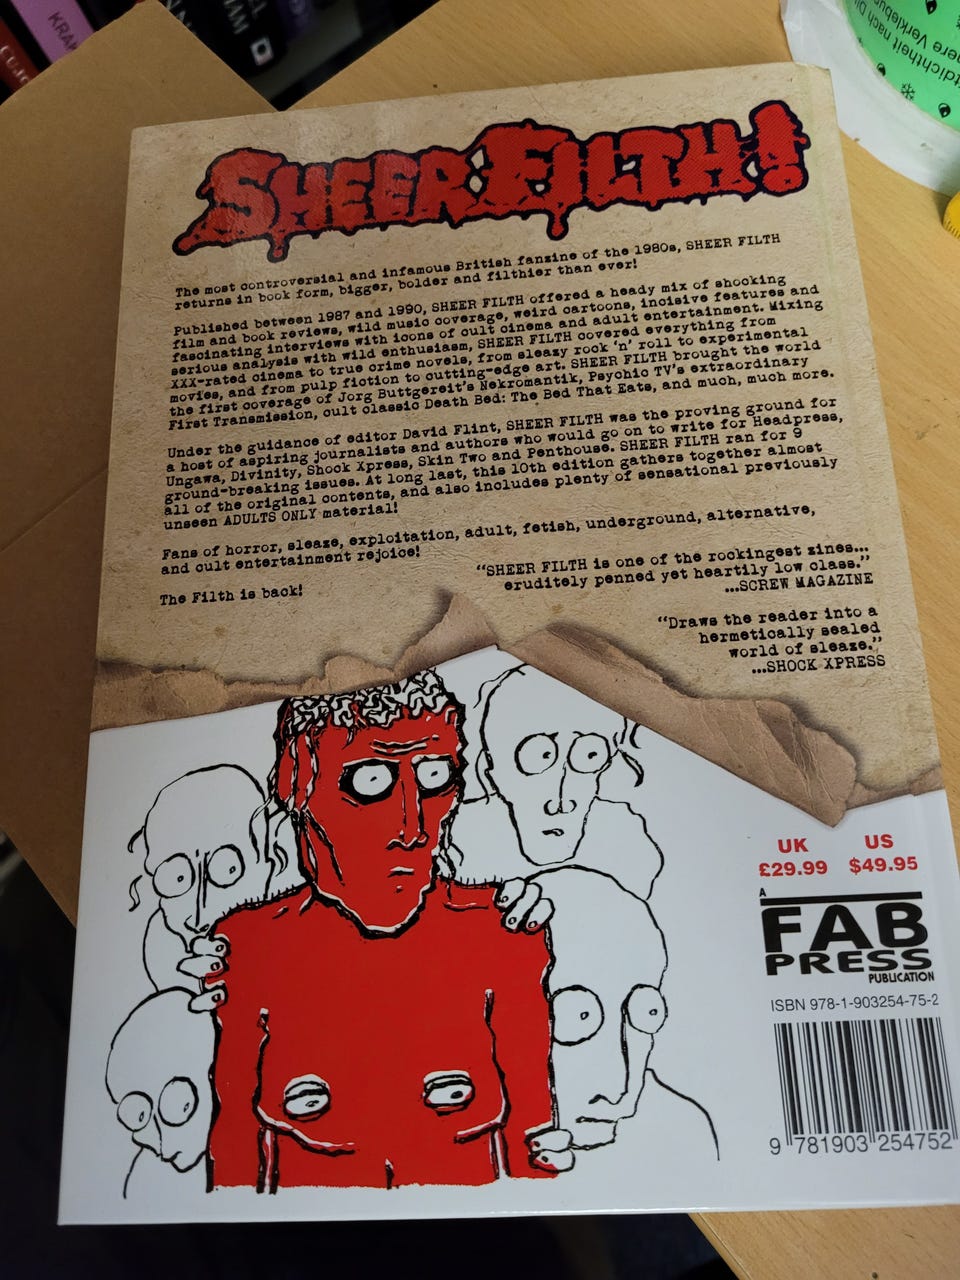 KRAK
CUJO
SHEER FILTH!
The most controversial and infamous British fanzine of the 1980s, SHEER FILTH
returns in book form, bigger, bolder and filthier than ever!
Published between 1987 and 1990, SHEER FILTH offered a heady mix of shocking
film and book reviews, wild music coverage, weird cartoons, incisive features and
fascinating interviews with icons of cult cinema and adult entertainment. Mixing
serious analysis with wild enthusiasm, SHEER FILTH covered everything from
XXX-rated cinema to true crime novels, from sleazy rock 'n' roll to experimental
movies, and from pulp fiction to cutting-edge art. SHEER FILTH brought the world
the first coverage of Jorg Buttgereit's Nekromantik, Psychic TV's extraordinary
First Transmission, cult classic Death Bed: The Bed That Eats, and much, much more.
Under the guidance of editor David Flint, SHEER FILTH was the proving ground for
a host of aspiring journalists and authors who would go on to write for Headpress,
Ungawa, Divinity, Shock Xpress, Skin Two and Penthouse. SHEER FILTH ran for 9
ground-breaking issues. At long last, this 10th edition gathers together almost
all of the original contents, and also includes plenty of sensational previously
unseen ADULTS ONLY material!
Fans of horror, sleaze, exploitation, adult, fetish, underground, alternative,
and cult entertainment rejoice!
The Filth is back!
"SHEER FILTH is one of the rockingest zines...
eruditely penned yet heartily low class."
...SCREW MAGAZINE
"Draws the reader into a
hermetically sealed
world of sleaze."
...SHOCK XPRESS
UK US
£29.99 $49.95
A
FAB
PRESS
PUBLICATION
ISBN 978-1-903254-75-2
9 781903 254752